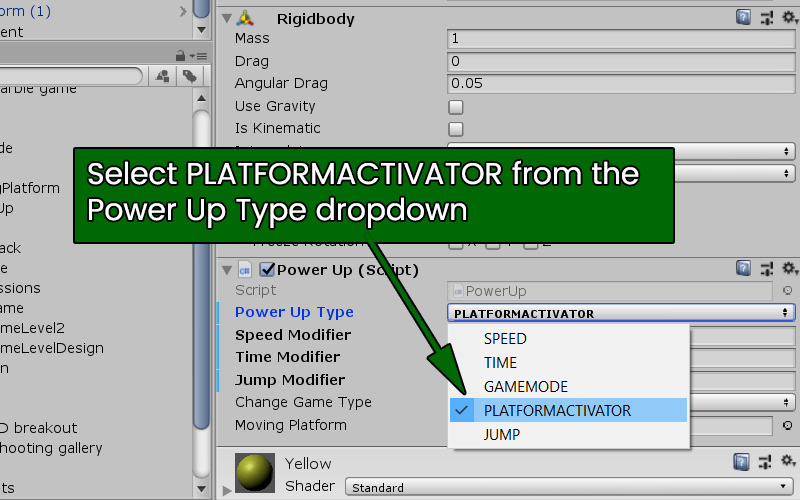 orm (1)
ent
arble game
de
gPlatform
Up
ack
e
ssions
ame
meLevel2
meLevelDesign
n
D breakout
hooting gallery
ts
Rigidbody
Mass 1
Drag 0
Angular Drag 0.05
Use Gravity
Is Kinematic
Select PLATFORMACTIVATOR from the
Power Up Type dropdown
Freeze Rotation X Y Z
Power Up (Script)
Script PowerUp
Power Up Type PLATFORMACTIVATOR
Speed Modifier
Time Modifier
Jump Modifier
Change Game Type
Moving Platform
SPEED
TIME
GAMEMODE
PLATFORMACTIVATOR
JUMP
Yellow
Shader Standard